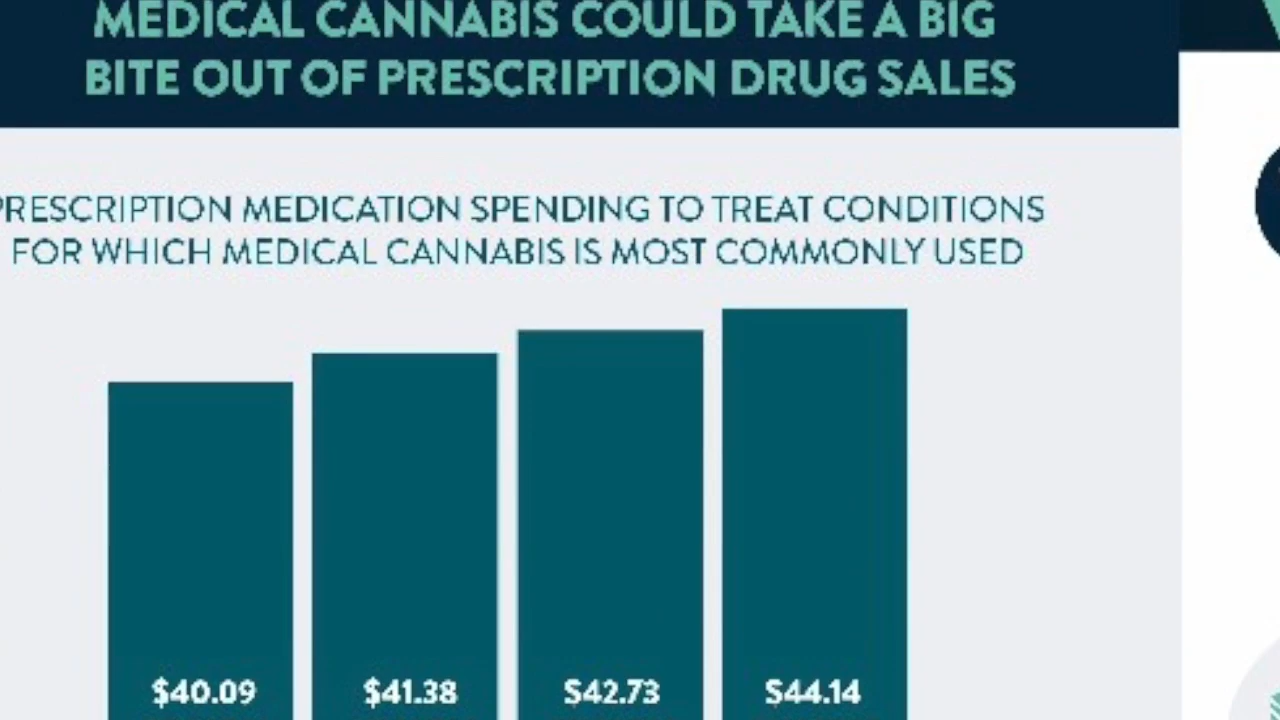 MEDICAL CANNABIS COULD TAKE A BIG
BITE OUT OF PRESCRIPTION DRUG SALES
PRESCRIPTION MEDICATION SPENDING TO TREAT CONDITIONS
FOR WHICH MEDICAL CANNABIS IS MOST COMMONLY USED
$40.09 $41.38 $42.73 $44.14